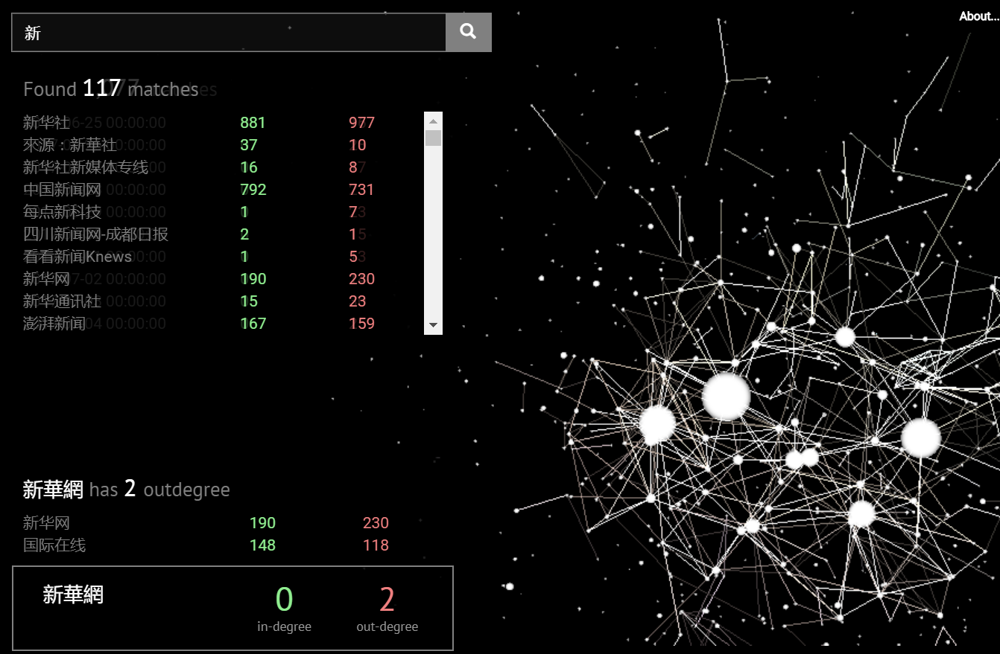 About...
新
Found 117 matches
新华社 881 977
來源：新華社 37 10
新华社新媒体专线 16 8
中国新闻网 792 731
每点新科技 1 7
四川新闻网-成都日报 2 1
看看新闻Knews 1 5
新华网 190 230
新华通讯社 15 23
澎湃新闻 167 159
新華網 has 2 outdegree
新华网 190 230
国际在线 148 118
新華網 0 2
in-degree out-degree